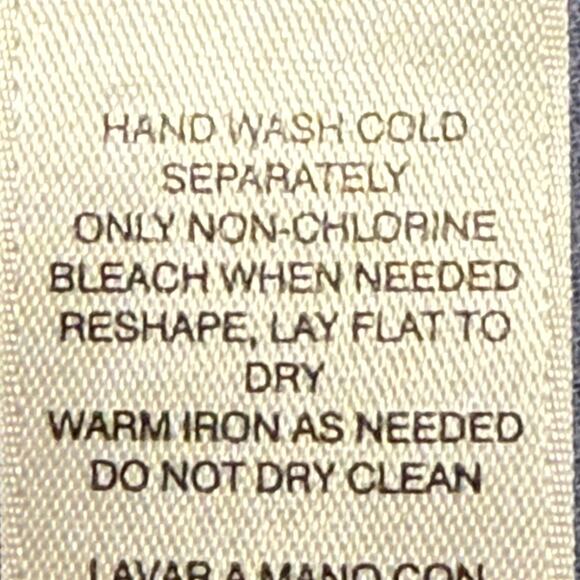 HAND WASH COLD
SEPARATELY
ONLY NON-CHLORINE
BLEACH WHEN NEEDED
RESHAPE, LAY FLAT TO
DRY
WARM IRON AS NEEDED
DO NOT DRY CLEAN
LAVAR A MANO CON